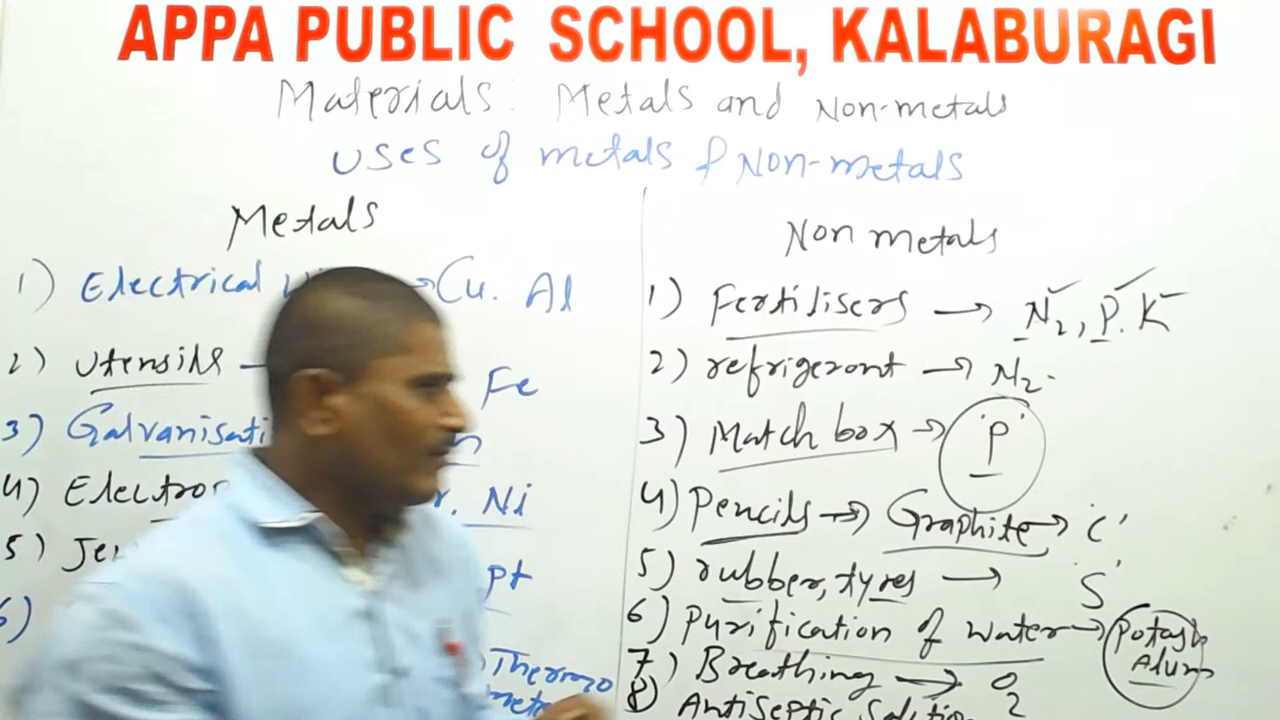 APPA PUBLIC SCHOOL, KALABURAGI
Materials: Metals and Non-metals
Uses of metals & Non-metals
Metals
1) Electrical → Cu. Al
2) Utensils Fe
3) Galvanisati
4) Electro Ni
5) Je pt
6)
Thermo
mete
Non metals
1) Fertilisers → N2, P. K
2) refrigeront → N2.
3) Match box → 'P'
4) Pencils → Graphite → 'C'
5) rubber, tyres → 'S'
6) Purification of water → Potash Alum
7) Breathing → O2
8) Antiseptic Solution